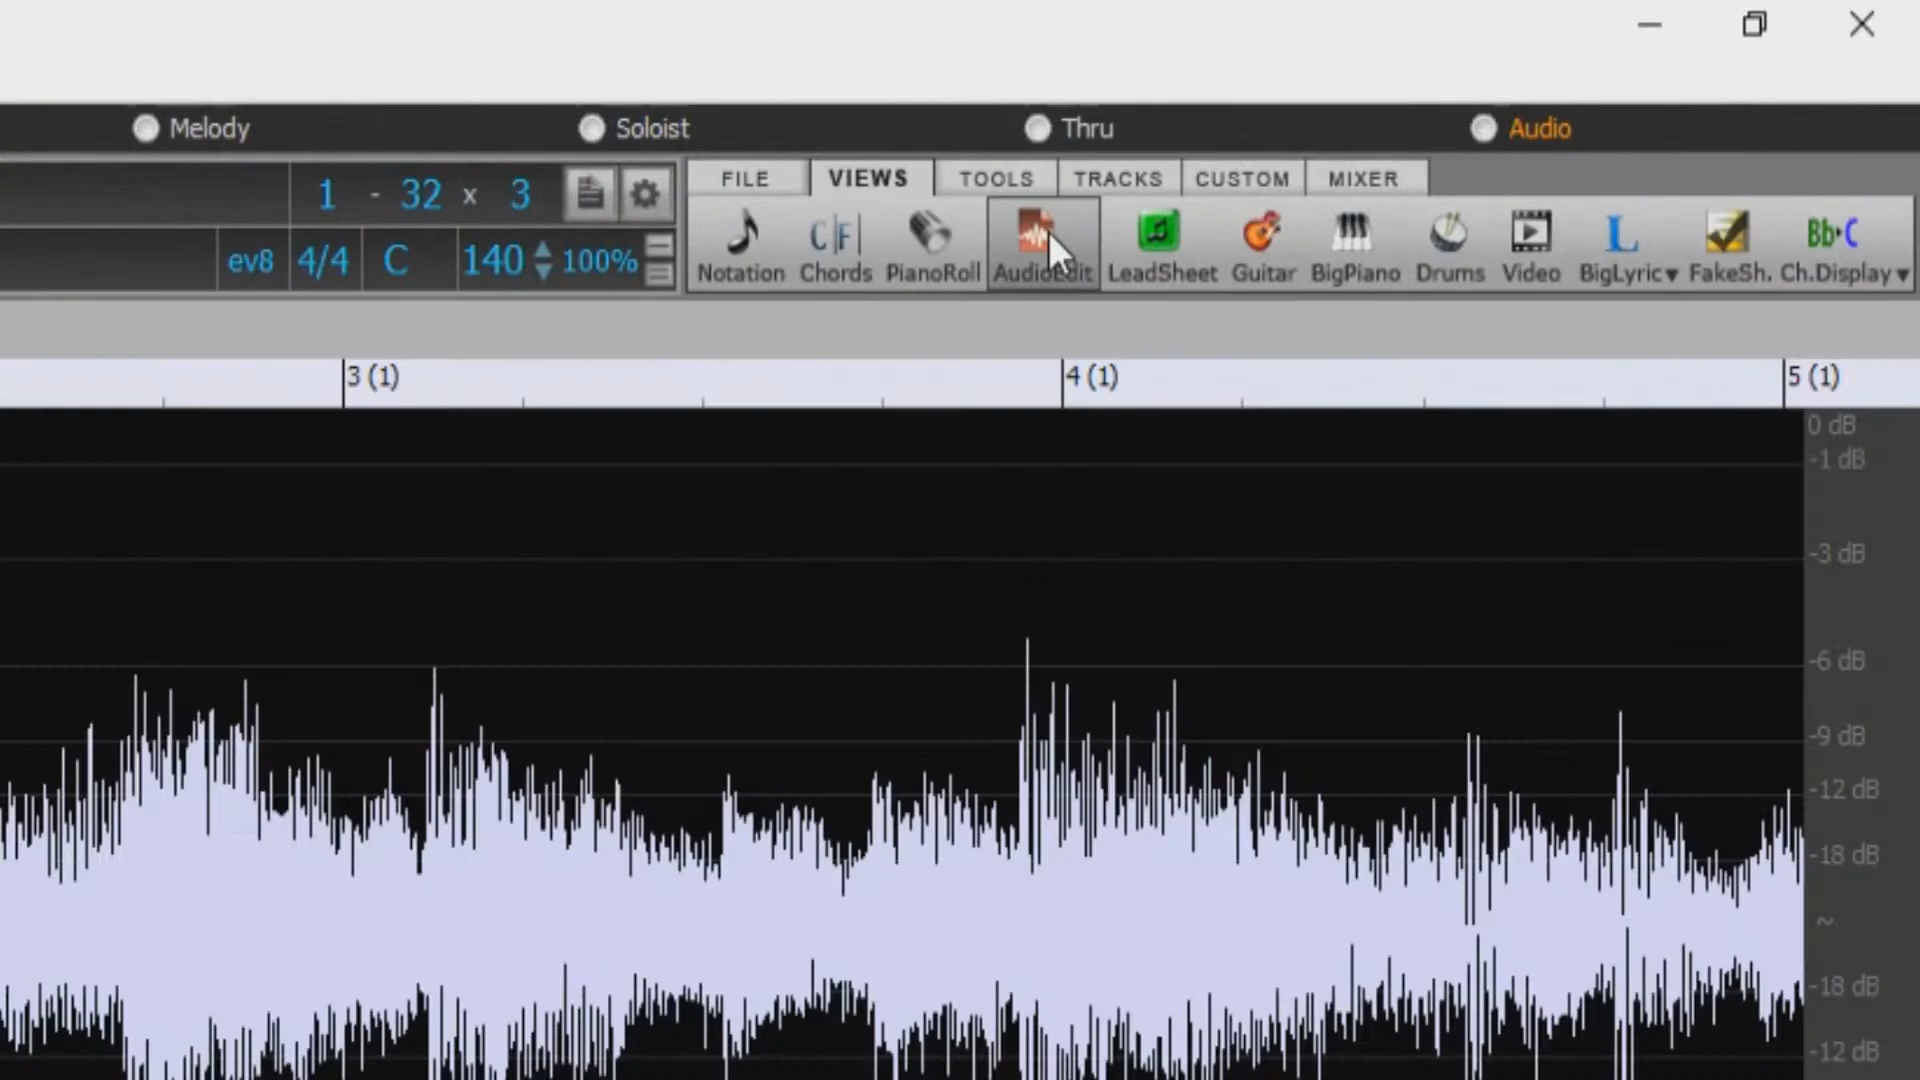 Melody Soloist Thru Audio
1 - 32 x 3
FILE VIEWS TOOLS TRACKS CUSTOM MIXER
ev8 4/4 C 140 100%
Notation Chords PianoRoll AudioEdit LeadSheet Guitar BigPiano Drums Video BigLyric FakeSh. Ch.Display
3 (1) 4 (1) 5 (1)
0 dB
-1 dB
-3 dB
-6 dB
-9 dB
-12 dB
-18 dB
~
-18 dB
-12 dB